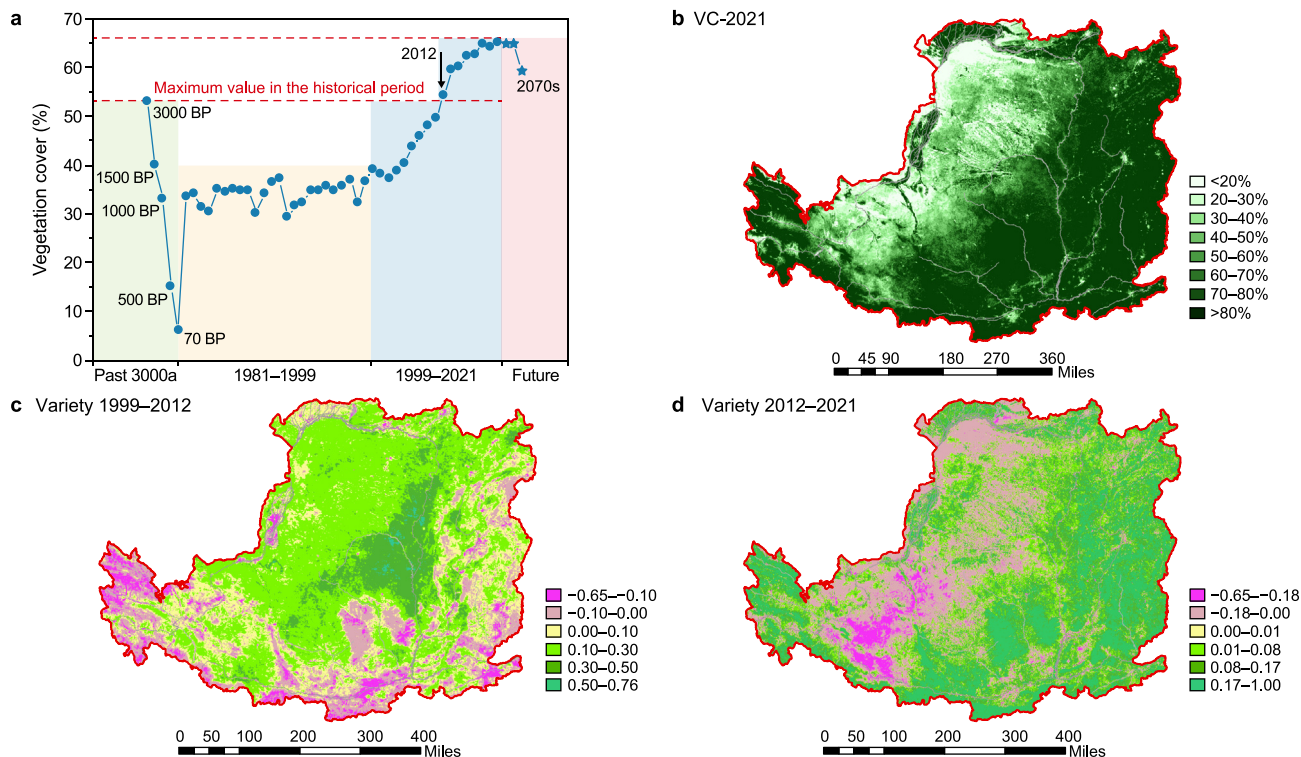 a
70
60
50
40
30
20
10
0
Vegetation cover (%)
Maximum value in the historical period
2012
3000 BP
1500 BP
1000 BP
500 BP
70 BP
2070s
Past 3000a
1981–1999
1999–2021
Future
b VC-2021
<20%
20–30%
30–40%
40–50%
50–60%
60–70%
70–80%
>80%
0 45 90 180 270 360
Miles
c Variety 1999–2012
−0.65–−0.10
−0.10–0.00
0.00–0.10
0.10–0.30
0.30–0.50
0.50–0.76
0 50 100 200 300 400
Miles
d Variety 2012–2021
−0.65–0.18
−0.18–0.00
0.00–0.01
0.01–0.08
0.08–0.17
0.17–1.00
0 50 100 200 300 400
Miles